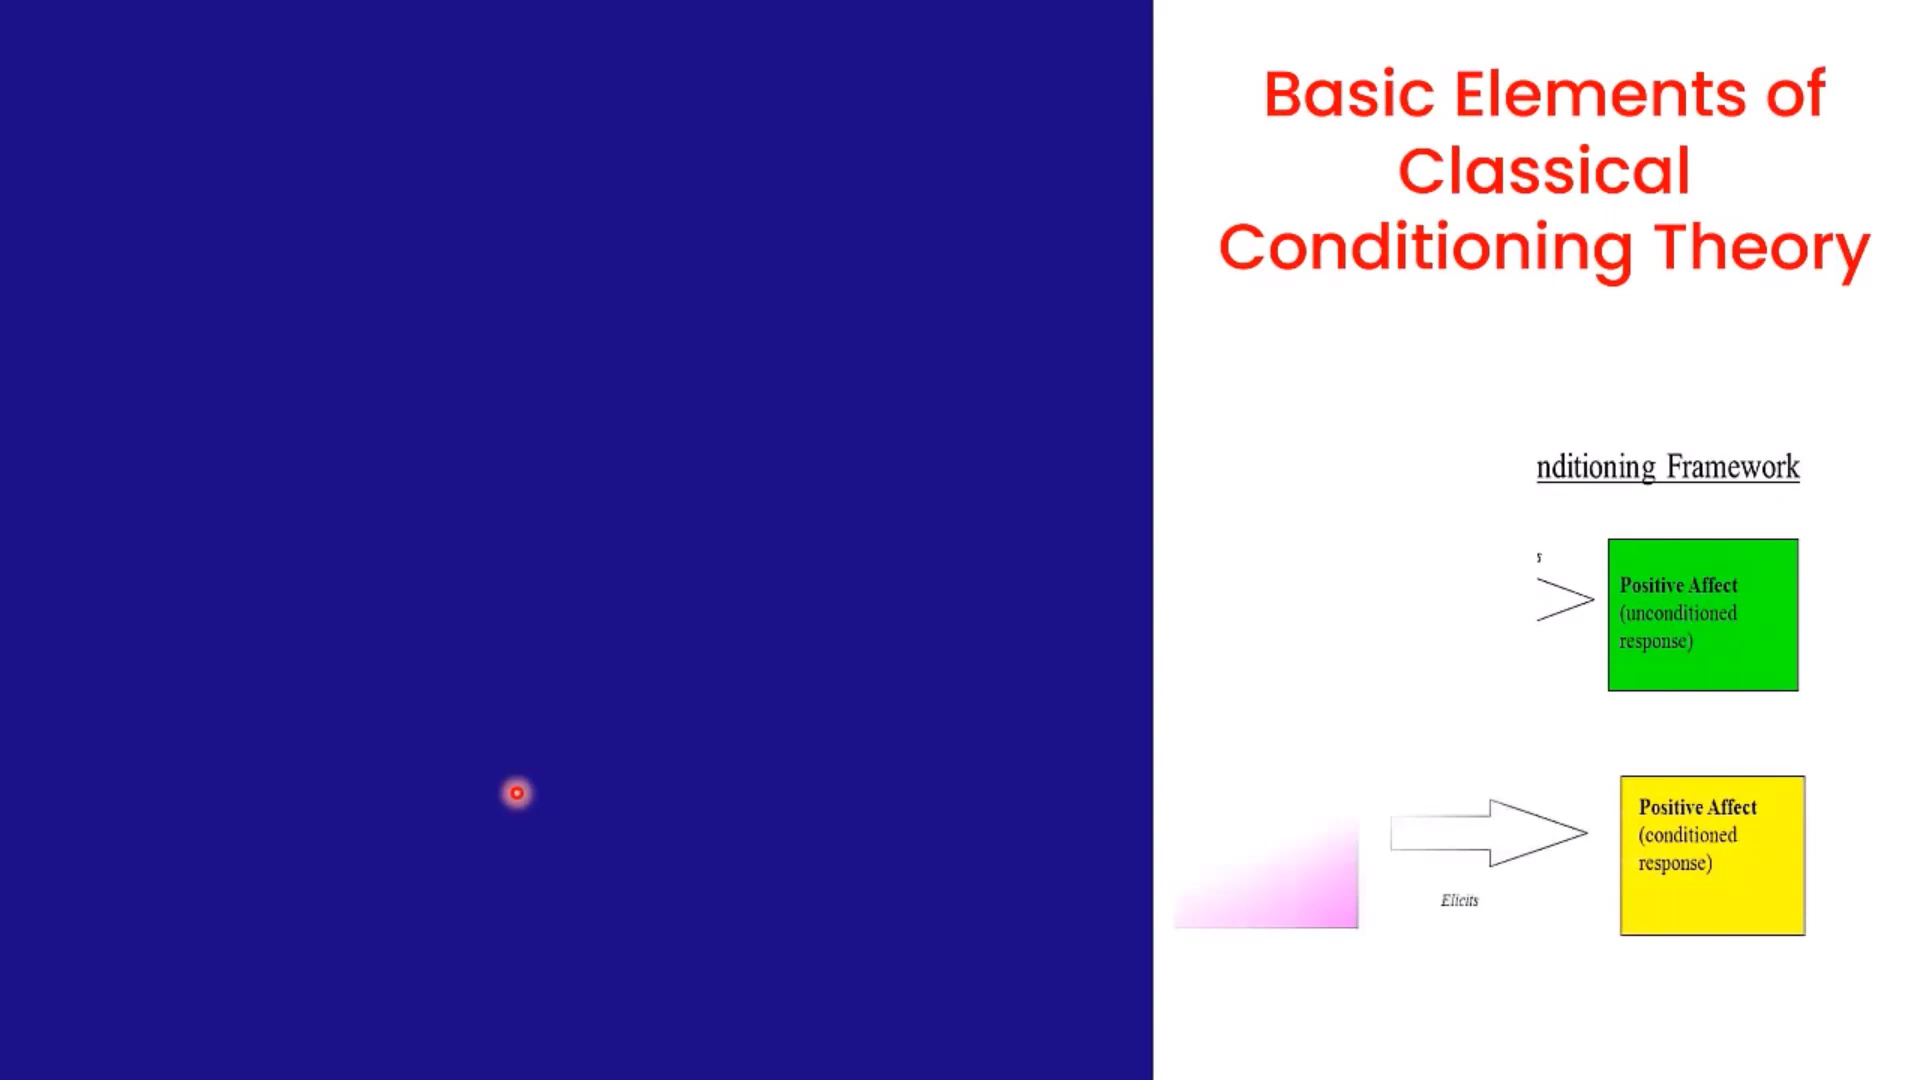 Basic Elements of
Classical
Conditioning Theory
nditioning Framework
s
Positive Affect
(unconditioned
response)
Positive Affect
(conditioned
response)
Elicits